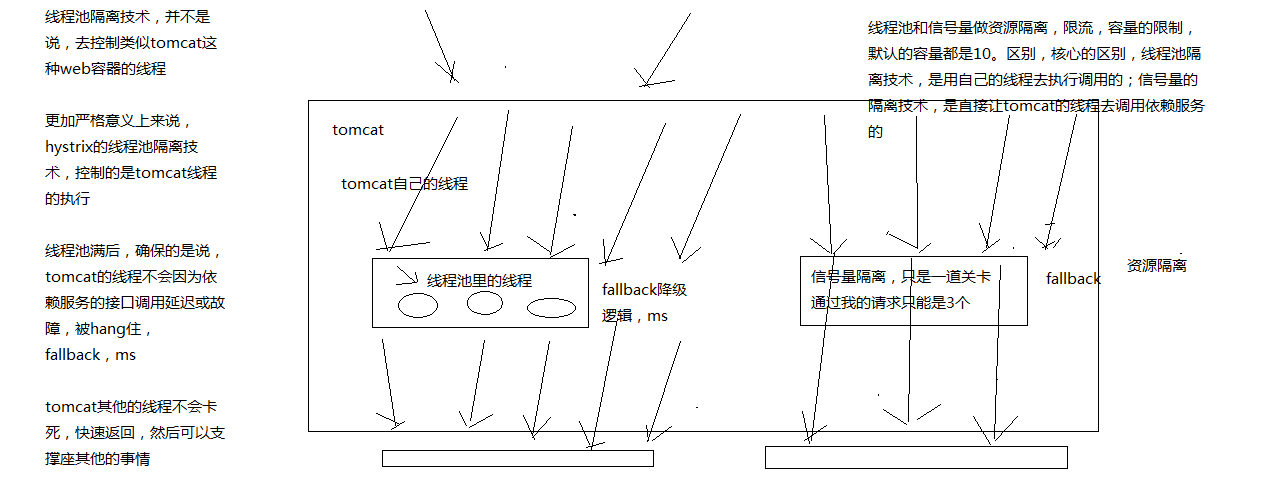 线程池隔离技术，并不是
说，去控制类似tomcat这
种web容器的线程
更加严格意义上来说，
hystrix的线程池隔离技
术，控制的是tomcat线程
的执行
线程池满后，确保的是说，
tomcat的线程不会因为依
赖服务的接口调用延迟或故
障，被hang住，
fallback，ms
tomcat其他的线程不会卡
死，快速返回，然后可以支
撑座其他的事情
tomcat
tomcat自己的线程
线程池里的线程
fallback降级
逻辑，ms
线程池和信号量做资源隔离，限流，容量的限制，
默认的容量都是10。区别，核心的区别，线程池隔
离技术，是用自己的线程去执行调用的；信号量的
隔离技术，是直接让tomcat的线程去调用依赖服务
的
信号量隔离，只是一道关卡
通过我的请求只能是3个
fallback
资源隔离